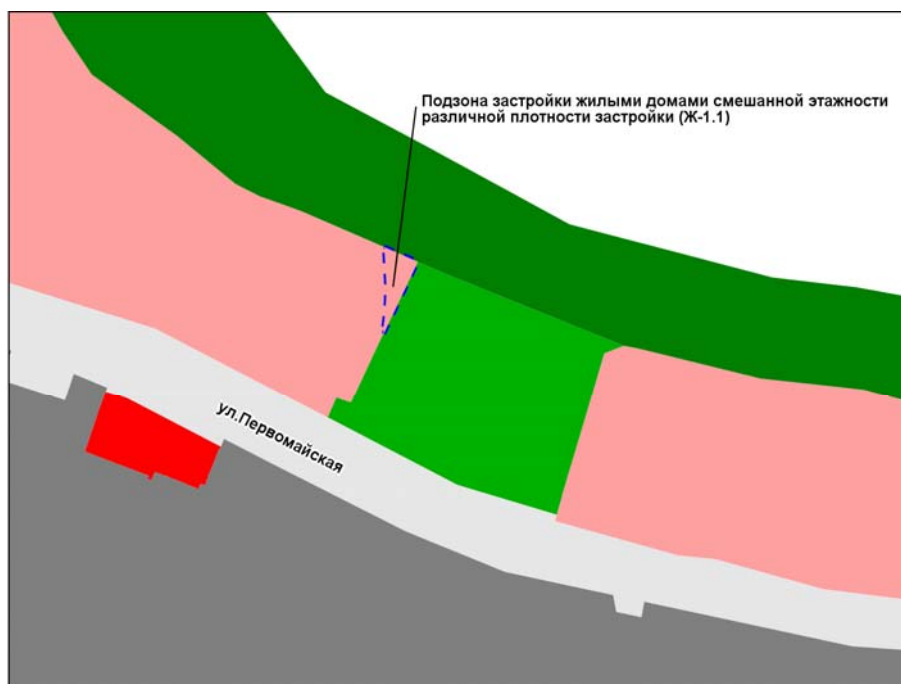 Подзона застройки жилыми домами смешанной этажности
различной плотности застройки (Ж-1.1)
ул.Первомайская